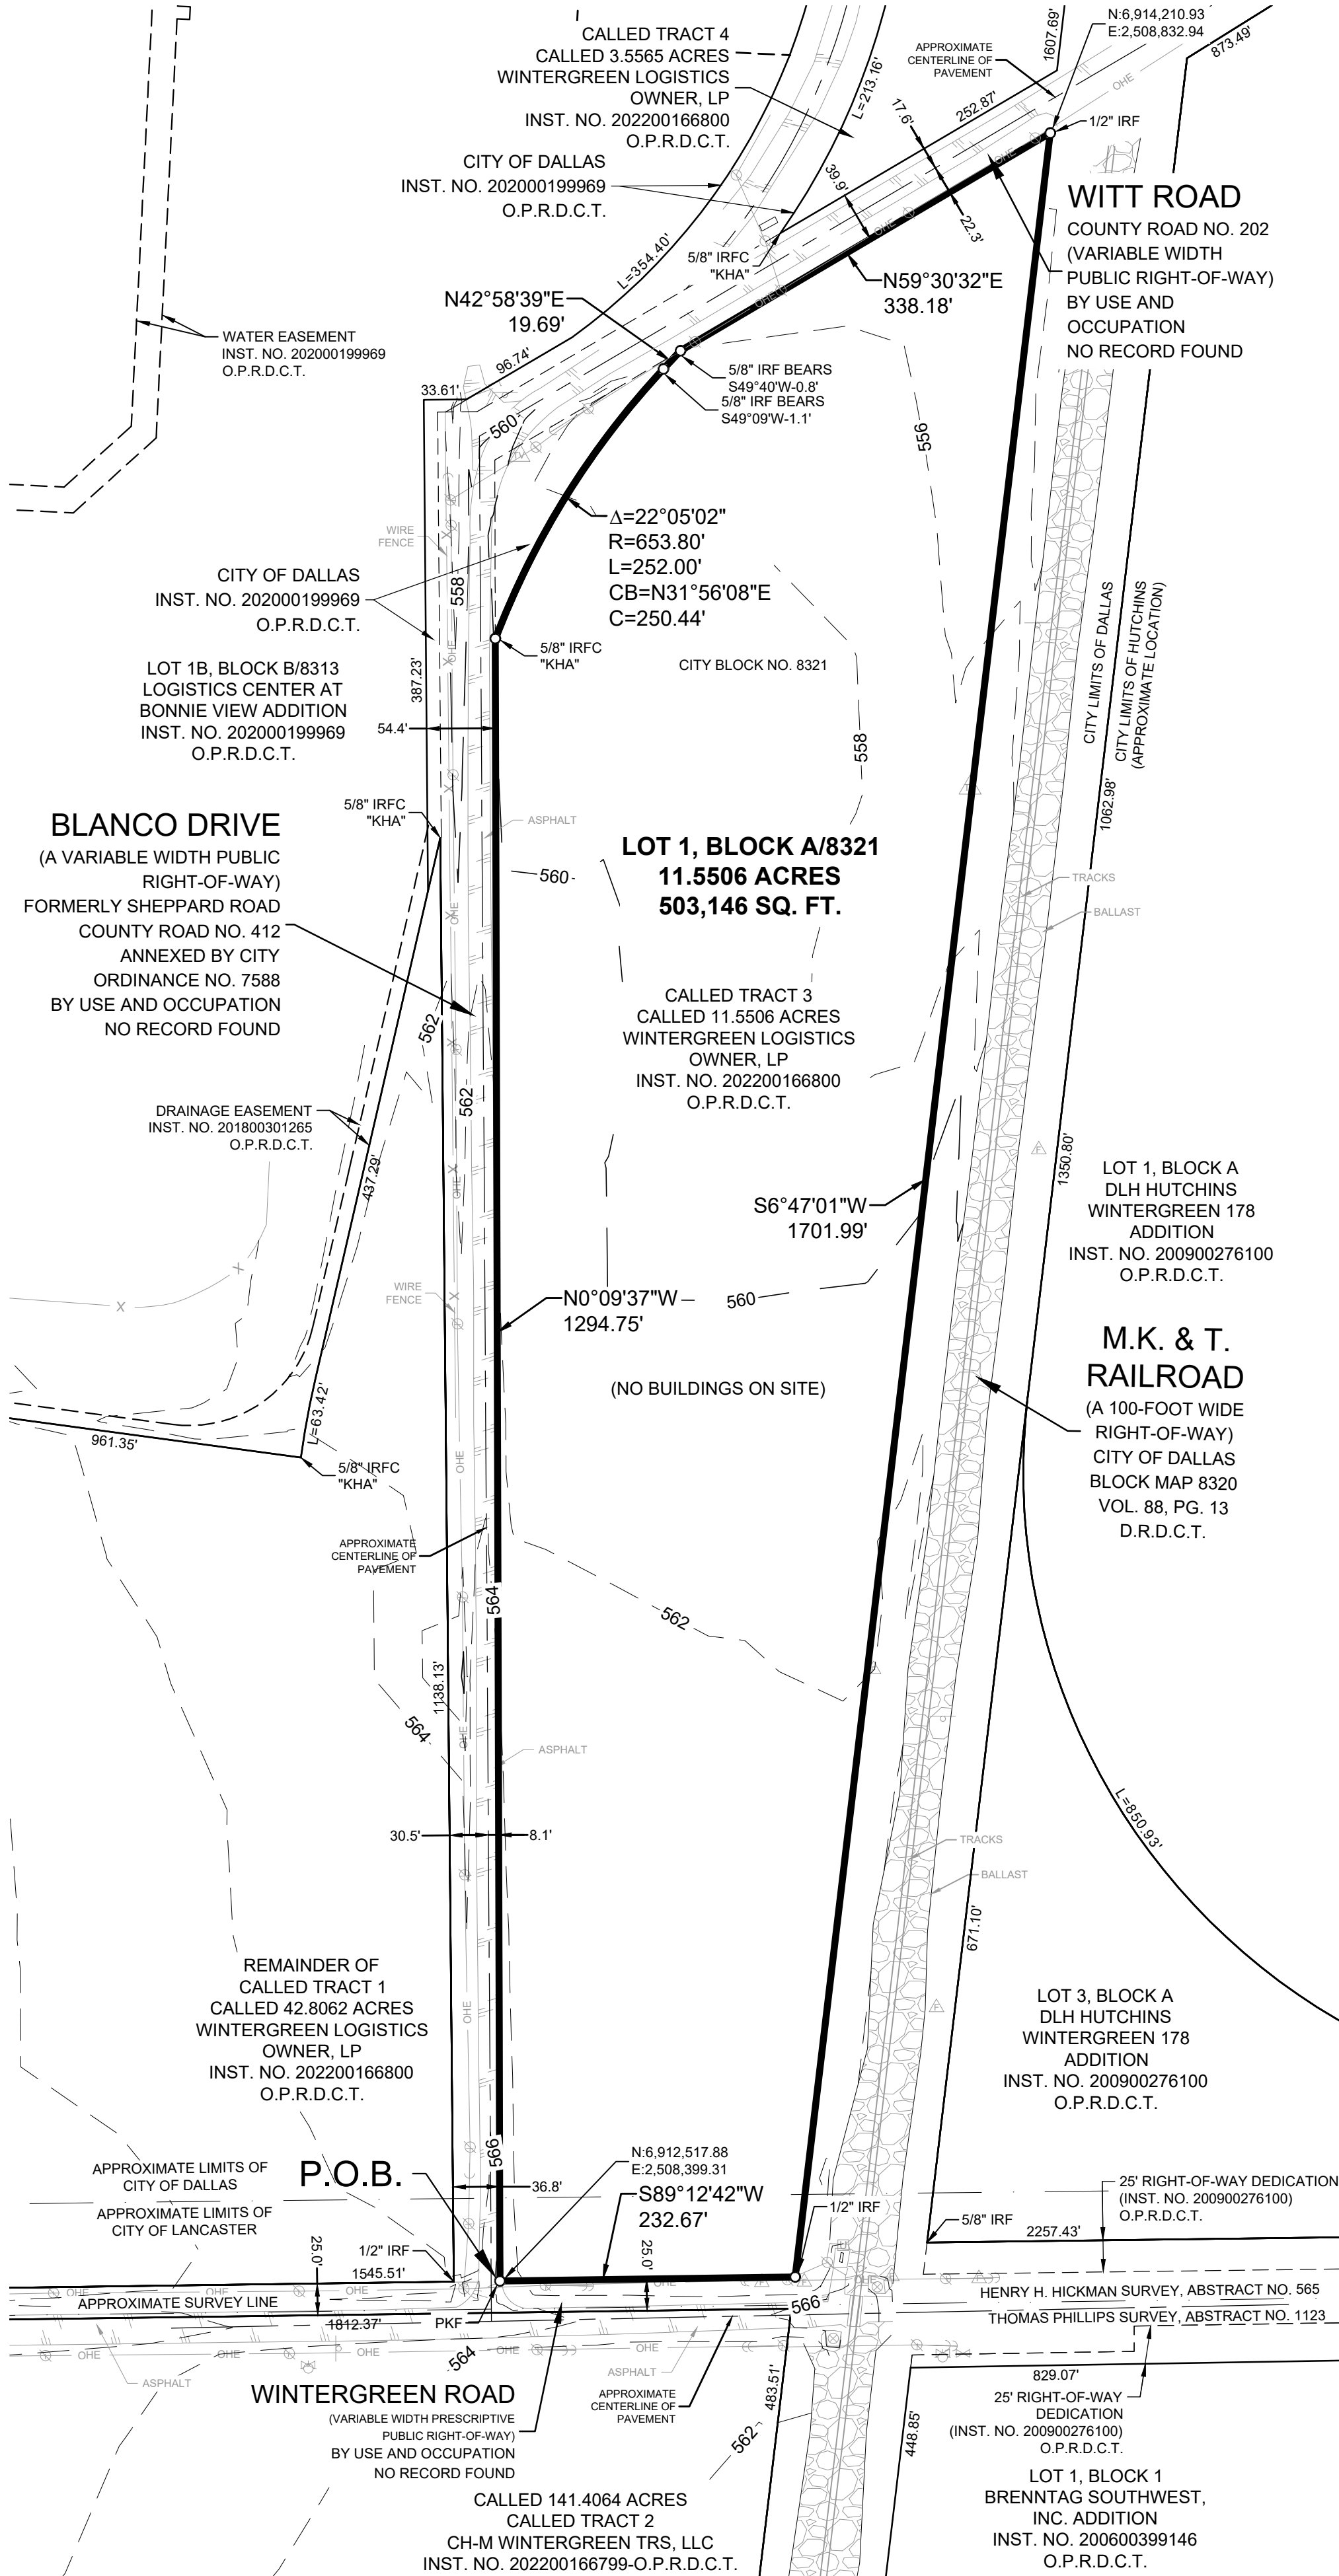 CALLED TRACT 4
CALLED 3.5565 ACRES
WINTERGREEN LOGISTICS
OWNER, LP
INST. NO. 202200166800
O.P.R.D.C.T.
CITY OF DALLAS
INST. NO. 202000199969
O.P.R.D.C.T.
L=213.16'
1607.69'
N:6,914,210.93
E:2,508,832.94
873.49'
APPROXIMATE
CENTERLINE OF
PAVEMENT
OHE
252.87'
17.6'
1/2" IRF
39.9'
OHE
22.3'
OHE
OHE
WITT ROAD
COUNTY ROAD NO. 202
(VARIABLE WIDTH
PUBLIC RIGHT-OF-WAY)
BY USE AND
OCCUPATION
NO RECORD FOUND
5/8" IRFC
"KHA"
L=354.40'
N59°30'32"E
338.18'
N42°58'39"E
19.69'
WATER EASEMENT
INST. NO. 202000199969
O.P.R.D.C.T.
96.74'
33.61'
5/8" IRF BEARS
S49°40'W-0.8'
5/8" IRF BEARS
S49°09'W-1.1'
560
556
WIRE
FENCE
Δ=22°05'02"
R=653.80'
L=252.00'
CB=N31°56'08"E
C=250.44'
558
CITY OF DALLAS
INST. NO. 202000199969
O.P.R.D.C.T.
OHE
5/8" IRFC
"KHA"
CITY BLOCK NO. 8321
CITY LIMITS OF DALLAS
CITY LIMITS OF HUTCHINS
(APPROXIMATE LOCATION)
LOT 1B, BLOCK B/8313
LOGISTICS CENTER AT
BONNIE VIEW ADDITION
INST. NO. 202000199969
O.P.R.D.C.T.
387.23'
54.4'
558
1062.98'
5/8" IRFC
"KHA"
ASPHALT
BLANCO DRIVE
(A VARIABLE WIDTH PUBLIC
RIGHT-OF-WAY)
FORMERLY SHEPPARD ROAD
COUNTY ROAD NO. 412
ANNEXED BY CITY
ORDINANCE NO. 7588
BY USE AND OCCUPATION
NO RECORD FOUND
LOT 1, BLOCK A/8321
11.5506 ACRES
503,146 SQ. FT.
560
TRACKS
BALLAST
OHE
CALLED TRACT 3
CALLED 11.5506 ACRES
WINTERGREEN LOGISTICS
OWNER, LP
INST. NO. 202200166800
O.P.R.D.C.T.
562
562
DRAINAGE EASEMENT
INST. NO. 201800301265
O.P.R.D.C.T.
437.29'
OHE
1350.80'
LOT 1, BLOCK A
DLH HUTCHINS
WINTERGREEN 178
ADDITION
INST. NO. 200900276100
O.P.R.D.C.T.
S6°47'01"W
1701.99'
WIRE
FENCE
N0°09'37"W
1294.75'
560
(NO BUILDINGS ON SITE)
M.K. & T.
RAILROAD
(A 100-FOOT WIDE
RIGHT-OF-WAY)
CITY OF DALLAS
BLOCK MAP 8320
VOL. 88, PG. 13
D.R.D.C.T.
L=63.42'
961.35'
5/8" IRFC
"KHA"
OHE
APPROXIMATE
CENTERLINE OF
PAVEMENT
564
562
1138.13'
564
OHE
ASPHALT
30.5'
8.1'
TRACKS
BALLAST
L=850.93'
671.10'
OHE
REMAINDER OF
CALLED TRACT 1
CALLED 42.8062 ACRES
WINTERGREEN LOGISTICS
OWNER, LP
INST. NO. 202200166800
O.P.R.D.C.T.
LOT 3, BLOCK A
DLH HUTCHINS
WINTERGREEN 178
ADDITION
INST. NO. 200900276100
O.P.R.D.C.T.
566
APPROXIMATE LIMITS OF
CITY OF DALLAS
APPROXIMATE LIMITS OF
CITY OF LANCASTER
P.O.B.
N:6,912,517.88
E:2,508,399.31
36.8'
S89°12'42"W
232.67'
1/2" IRF
5/8" IRF
25' RIGHT-OF-WAY DEDICATION
(INST. NO. 200900276100)
O.P.R.D.C.T.
2257.43'
25.0'
1/2" IRF
1545.51'
25.0'
OHE
OHE
OHE
OHE
OHE
APPROXIMATE SURVEY LINE
HENRY H. HICKMAN SURVEY, ABSTRACT NO. 565
THOMAS PHILLIPS SURVEY, ABSTRACT NO. 1123
566
1812.37'
PKF
OHE
OHE
OHE
OHE
OHE
564
ASPHALT
ASPHALT
829.07'
WINTERGREEN ROAD
(VARIABLE WIDTH PRESCRIPTIVE
PUBLIC RIGHT-OF-WAY)
BY USE AND OCCUPATION
NO RECORD FOUND
APPROXIMATE
CENTERLINE OF
PAVEMENT
483.51'
562
448.85'
25' RIGHT-OF-WAY
DEDICATION
(INST. NO. 200900276100)
O.P.R.D.C.T.
CALLED 141.4064 ACRES
CALLED TRACT 2
CH-M WINTERGREEN TRS, LLC
INST. NO. 202200166799-O.P.R.D.C.T.
LOT 1, BLOCK 1
BRENNTAG SOUTHWEST,
INC. ADDITION
INST. NO. 200600399146
O.P.R.D.C.T.